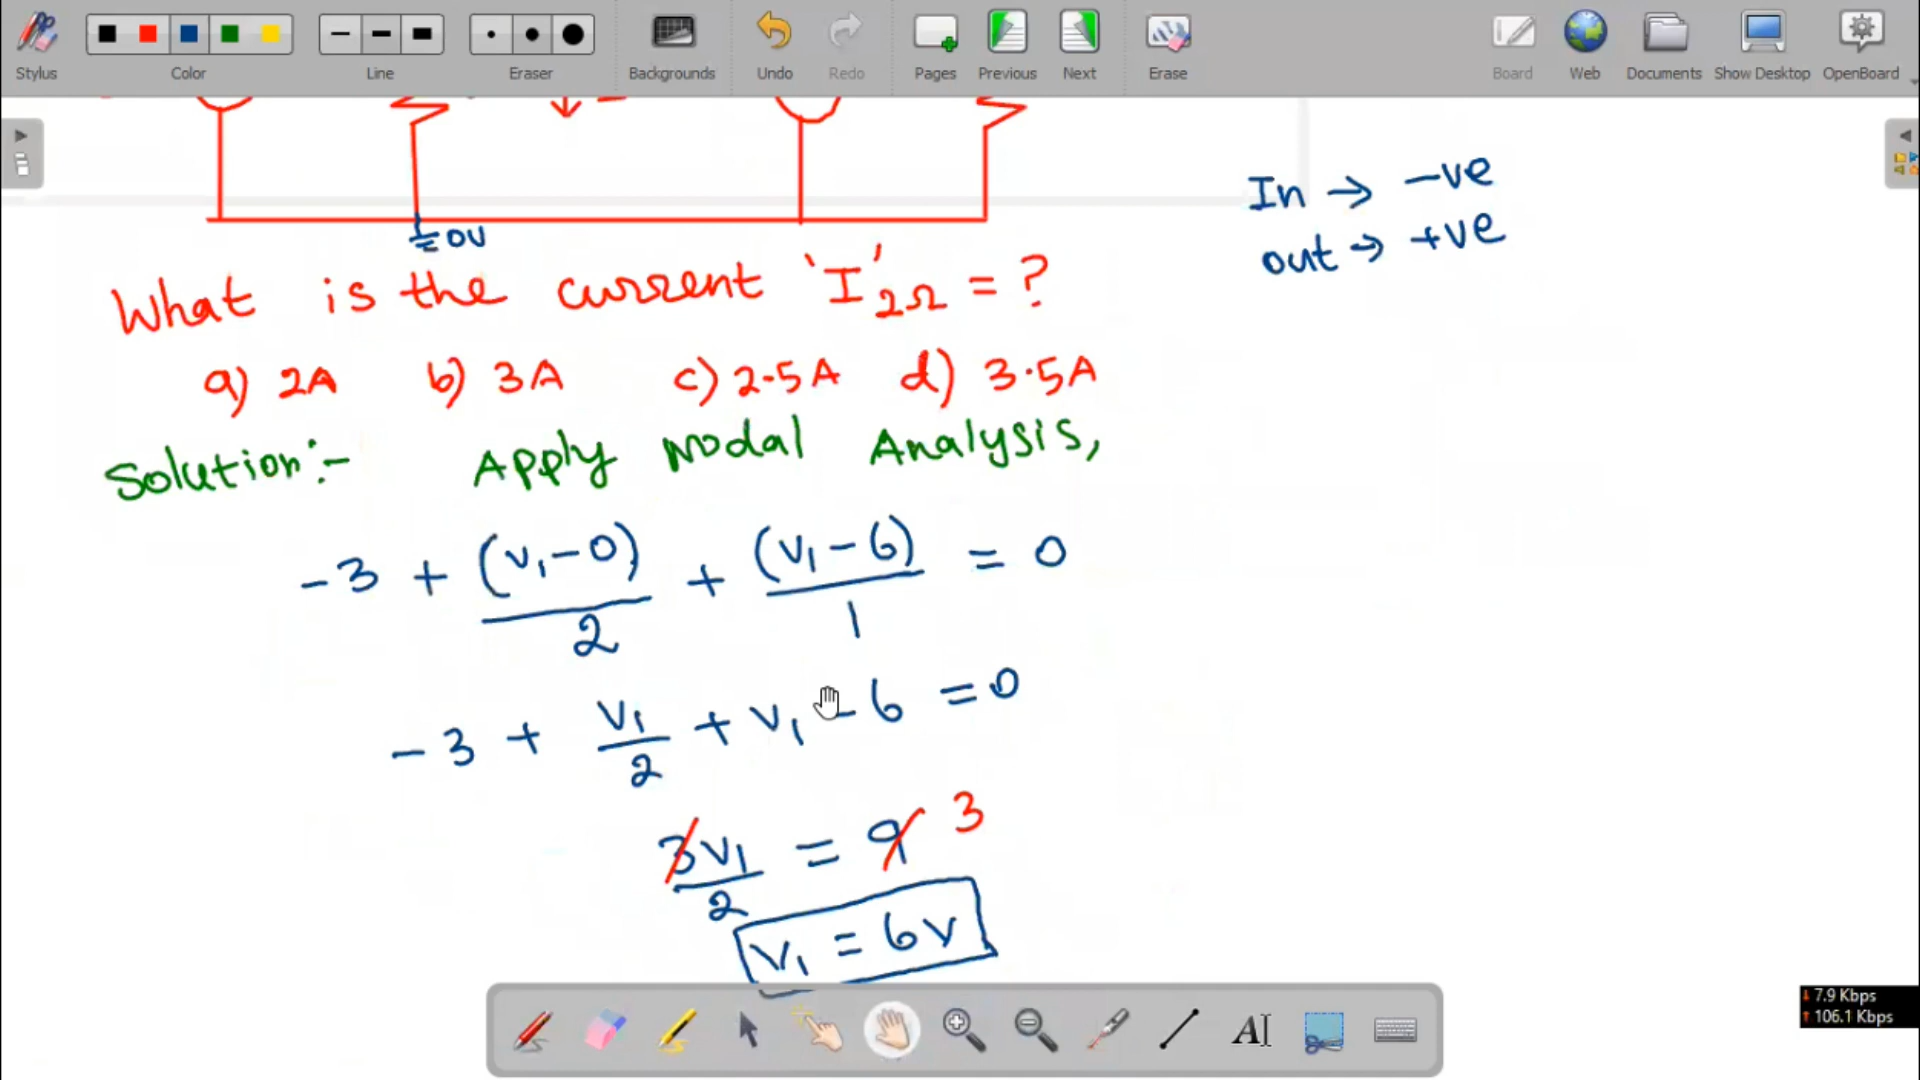 Stylus Color Line Eraser Backgrounds Undo Redo Pages Previous Next Erase Board Web Documents Show Desktop OpenBoard
In → -ve
out → +ve
0V
What is the current 'I'2Ω = ?
a) 2A b) 3A c) 2.5A d) 3.5A
Solution:- Apply Nodal Analysis,
-3 + (V1-0)/2 + (V1-6)/1 = 0
-3 + V1/2 + V1 - 6 = 0
3V1/2 = 9 3
V1 = 6V
7.9 Kbps
106.1 Kbps
AI